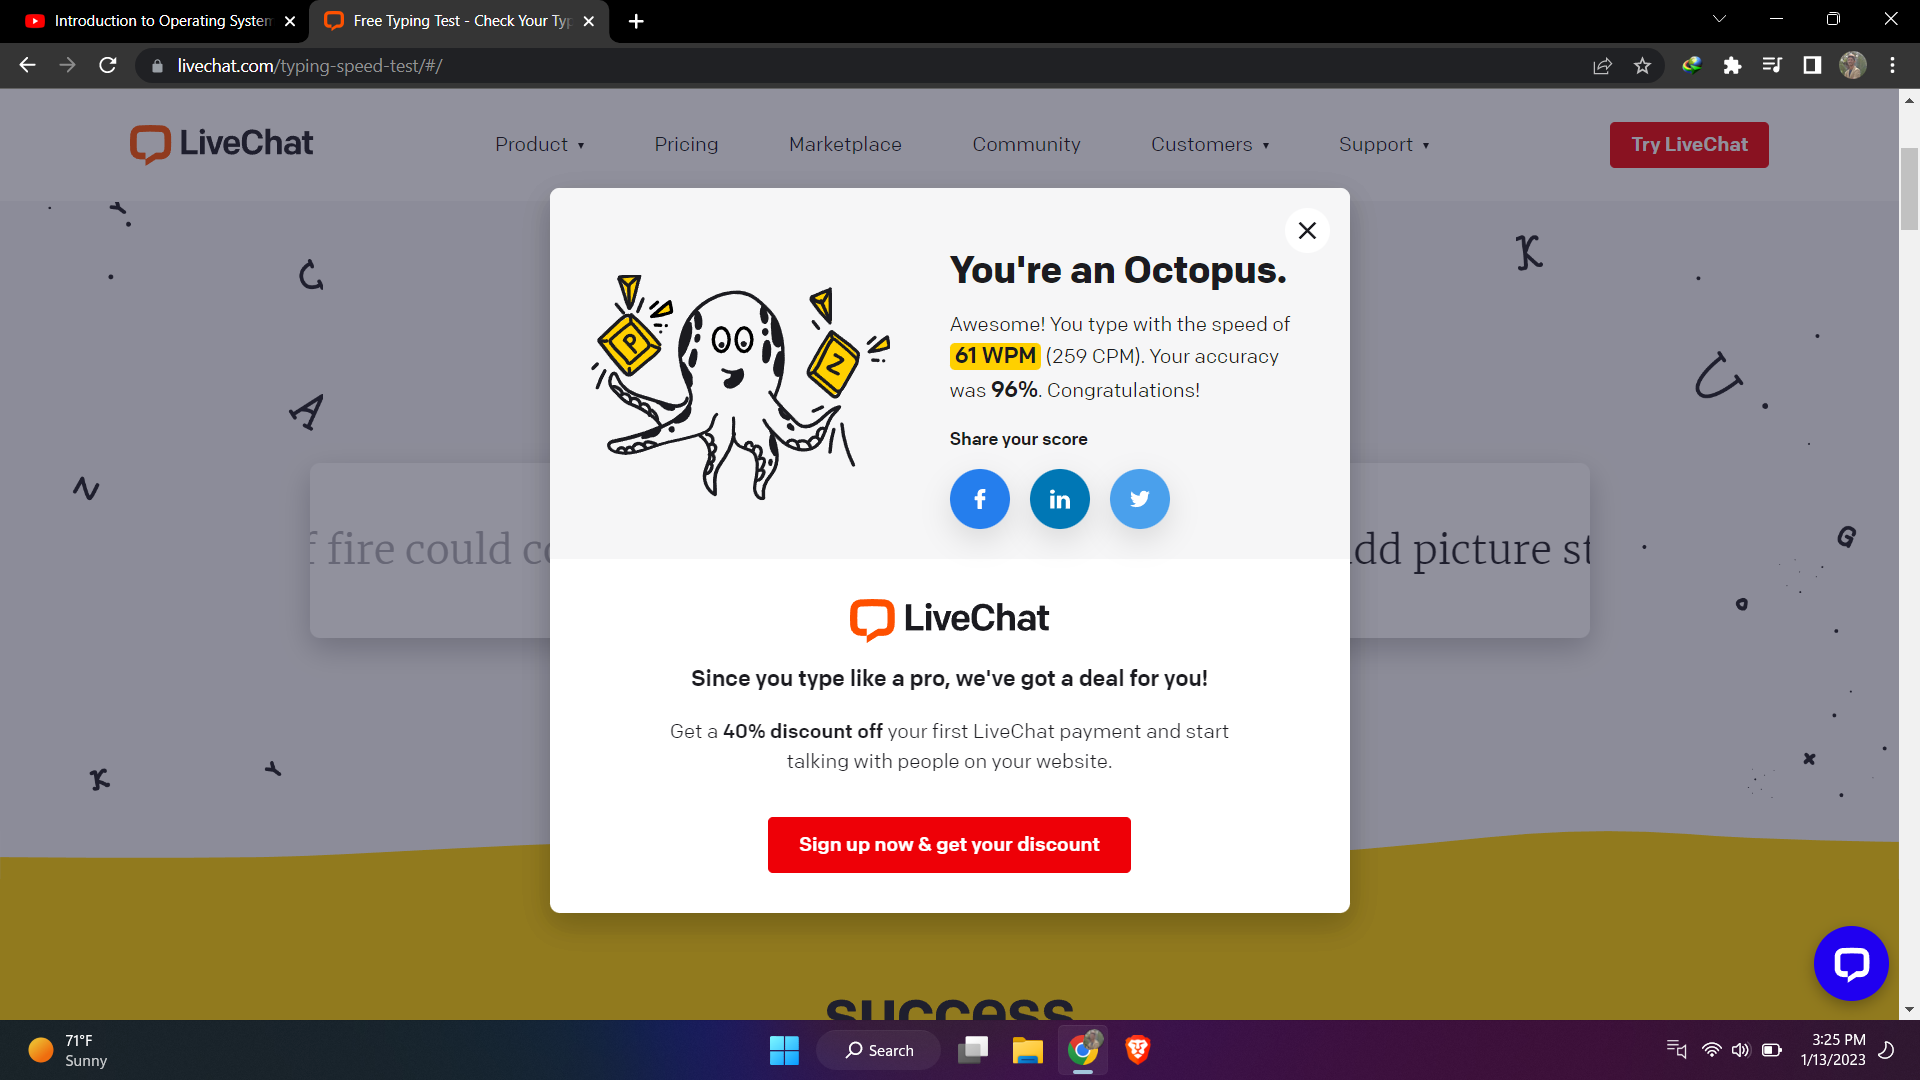 Introduction to Operating System
Free Typing Test - Check Your Typ
livechat.com/typing-speed-test/#/
LiveChat
Product
Pricing
Marketplace
Community
Customers
Support
Try LiveChat
You're an Octopus.
Awesome! You type with the speed of
61 WPM (259 CPM). Your accuracy
was 96%. Congratulations!
Share your score
f
in
P
Z
K
C
A
N
U
G
f fire could co
dd picture st
LiveChat
Since you type like a pro, we've got a deal for you!
Get a 40% discount off your first LiveChat payment and start
talking with people on your website.
Sign up now & get your discount
K
Y
x
success
71°F
Sunny
Search
3:25 PM
1/13/2023